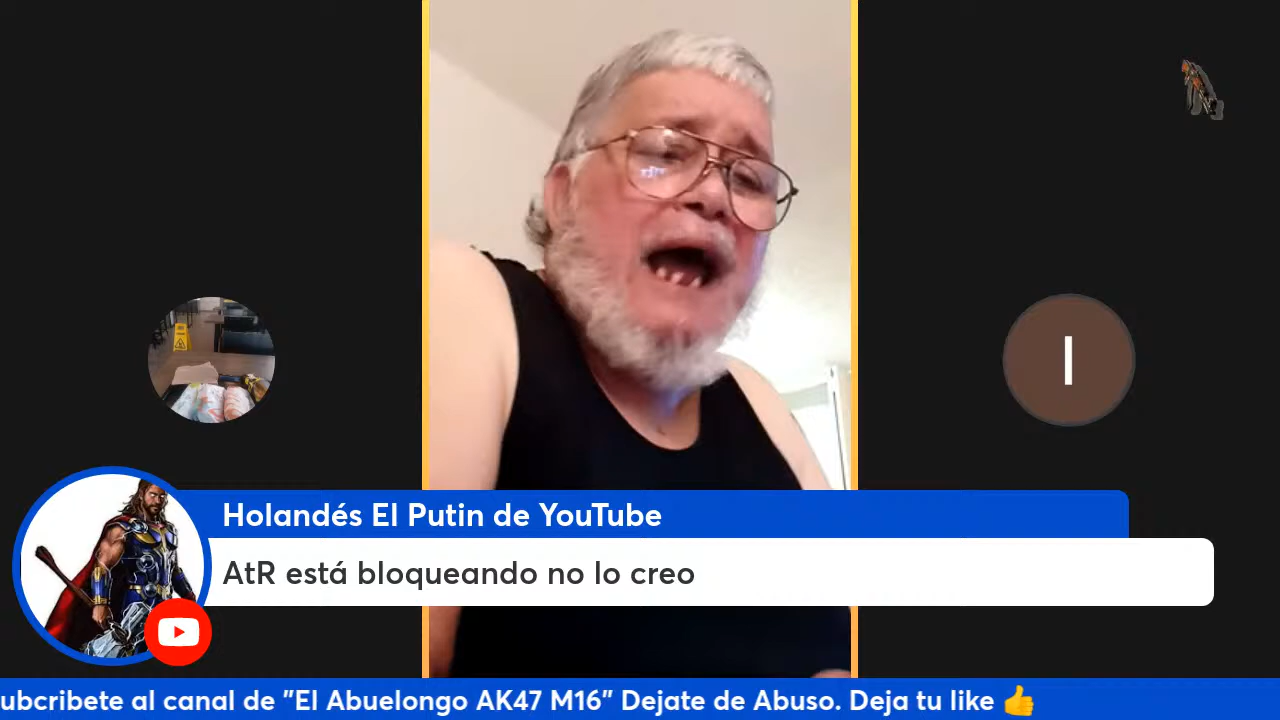 I
Holandés El Putin de YouTube
AtR está bloqueando no lo creo
ubcribete al canal de "El Abuelongo AK47 M16" Dejate de Abuso. Deja tu like 👍